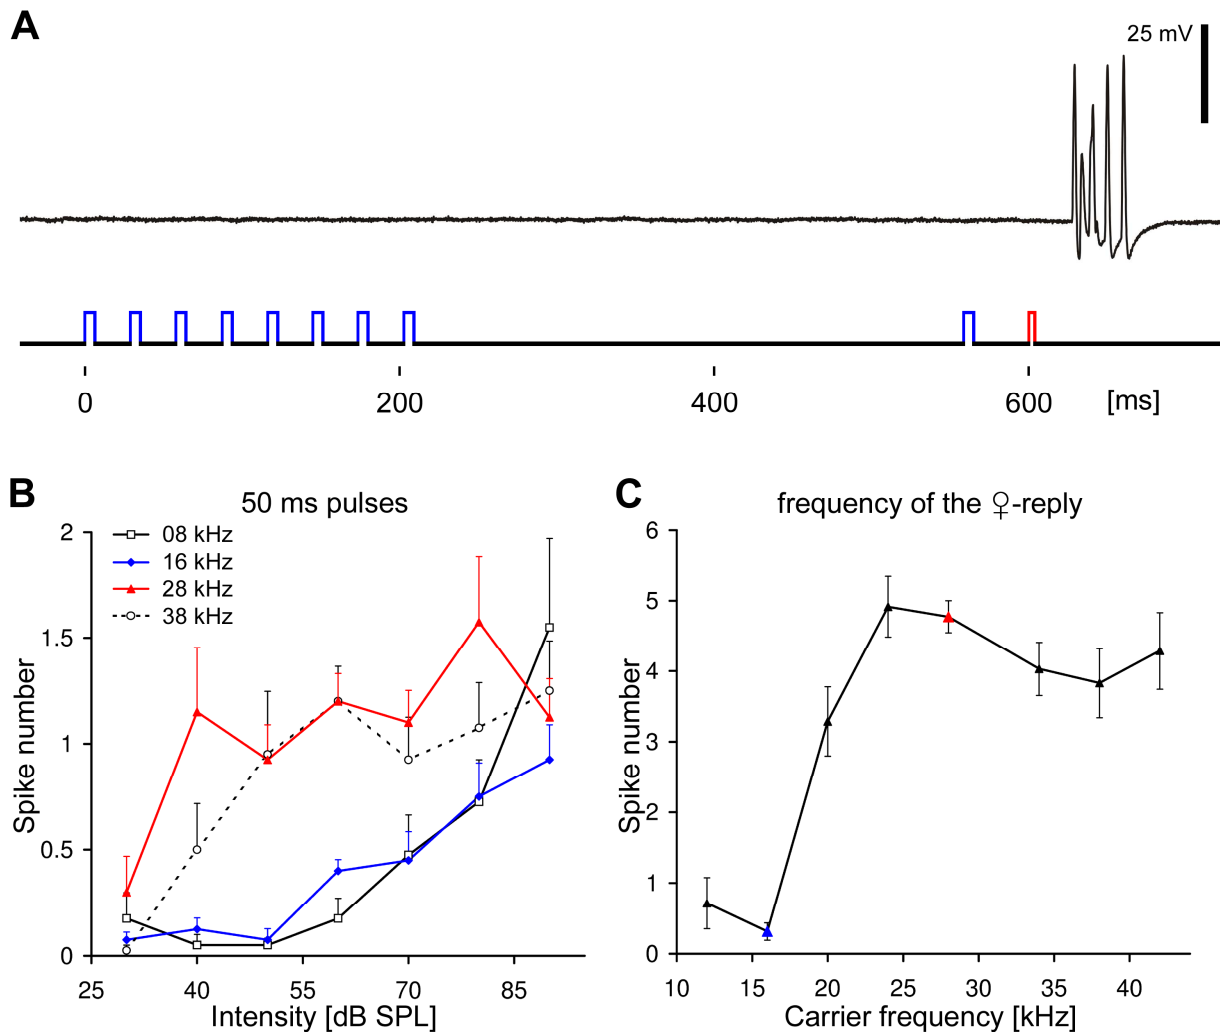 A
25 mV
0 200 400 600 [ms]
B
50 ms pulses
08 kHz
16 kHz
28 kHz
38 kHz
2
1.5
1
0.5
0
Spike number
25 40 55 70 85
Intensity [dB SPL]
C
frequency of the ♀-reply
6
5
4
3
2
1
0
Spike number
10 15 20 25 30 35 40
Carrier frequency [kHz]